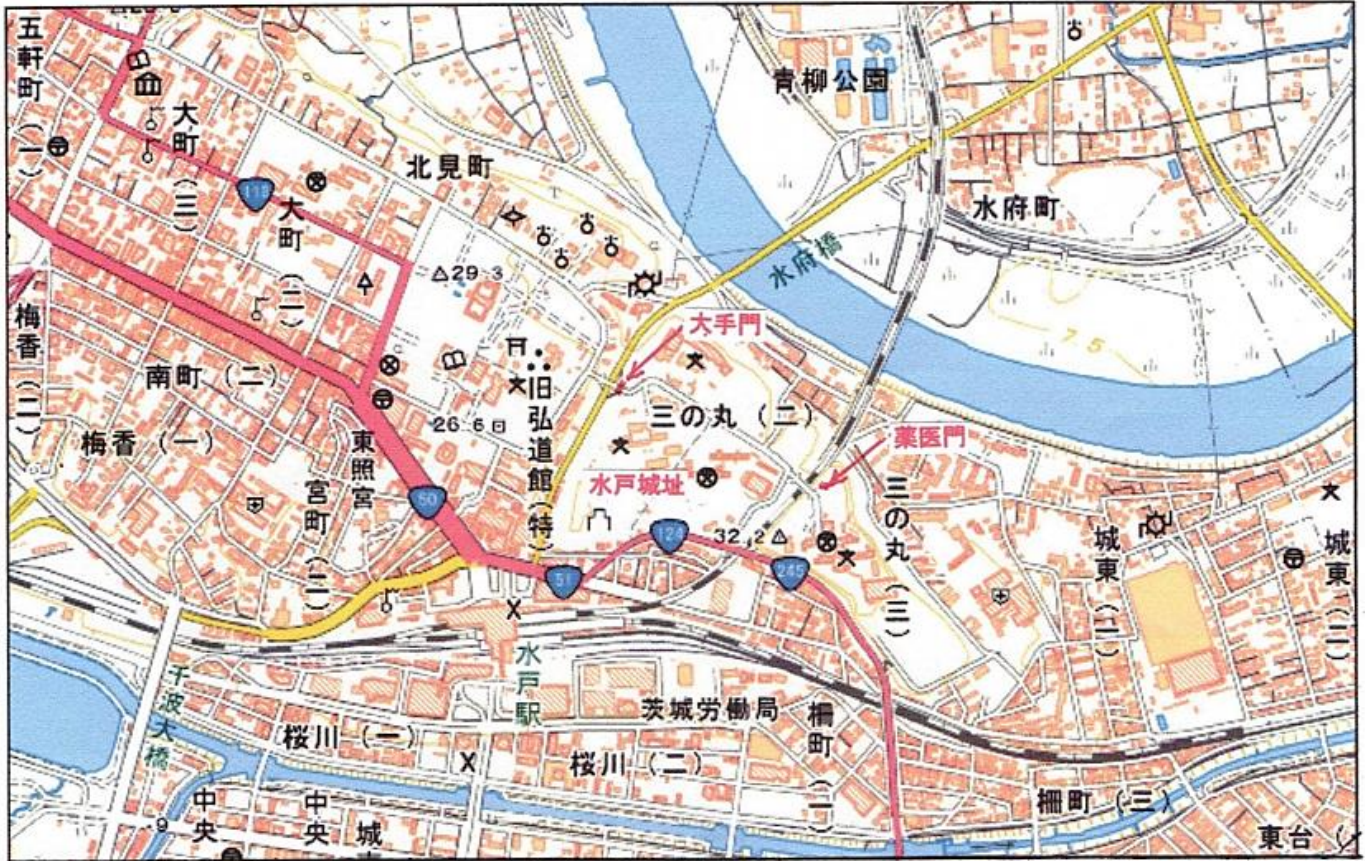 五軒町(一)
大町(三)
118
大町(二)
北見町
青柳公園
水府町
水府橋
7.5
29.3
大手門
梅香(二)
南町(二)
梅香(一)
26.6
旧弘道館(特)
三の丸(二)
薬医門
東照宮
宮町(二)
50
水戸城址
124
32.2
三の丸(三)
51
245
城東(一)
城東(二)
水戸駅
千波大橋
茨城労働局
柵町(一)
桜川(一)
桜川(二)
柵町(三)
9
中央
中央
東台